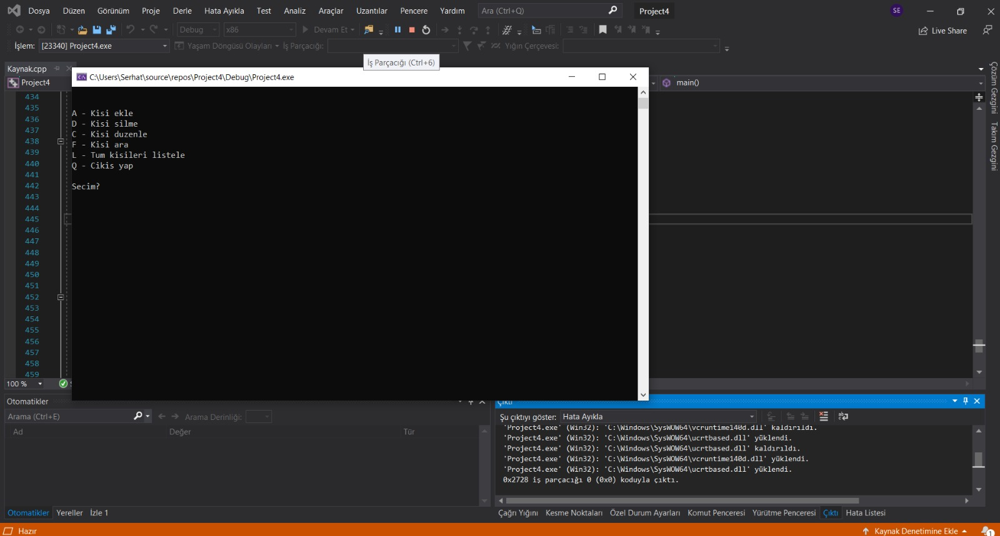 Dosya Düzen Görünüm Proje Derle Hata Ayıkla Test Analiz Araçlar Uzantılar Pencere Yardım Ara (Ctrl+Q) Project4 SE
Debug x86 Devam Et Live Share
İşlem: [23340] Project4.exe Yaşam Döngüsü Olayları İş Parçacığı: Yığın Çerçevesi:
İş Parçacığı (Ctrl+6)
Kaynak.cpp
C:\Users\Serhat\source\repos\Project4\Debug\Project4.exe
Project4 main()
Çözüm Gezgini
Takım Gezgini
434
435
436
437
438
439
440
441
442
443
444
445
446
447
448
449
450
451
452
453
454
455
456
457
458
459
A - Kisi ekle
D - Kisi silme
C - Kisi duzenle
F - Kisi ara
L - Tum kisileri listele
Q - Cikis yap
Secim?
100 %
Otomatikler
Arama (Ctrl+E) Arama Derinliği:
Ad Değer Tür
Otomatikler Yereller İzle 1
Çıktı
Şu çıktıyı göster: Hata Ayıkla
'Project4.exe' (Win32): 'C:\Windows\SysWOW64\vcruntime140d.dll' kaldırıldı.
'Project4.exe' (Win32): 'C:\Windows\SysWOW64\ucrtbased.dll' yüklendi.
'Project4.exe' (Win32): 'C:\Windows\SysWOW64\ucrtbased.dll' kaldırıldı.
'Project4.exe' (Win32): 'C:\Windows\SysWOW64\vcruntime140d.dll' yüklendi.
'Project4.exe' (Win32): 'C:\Windows\SysWOW64\ucrtbased.dll' yüklendi.
0x2728 iş parçacığı 0 (0x0) koduyla çıktı.
Çağrı Yığını Kesme Noktaları Özel Durum Ayarları Komut Penceresi Yürütme Penceresi Çıktı Hata Listesi
Hazır Kaynak Denetimine Ekle 1